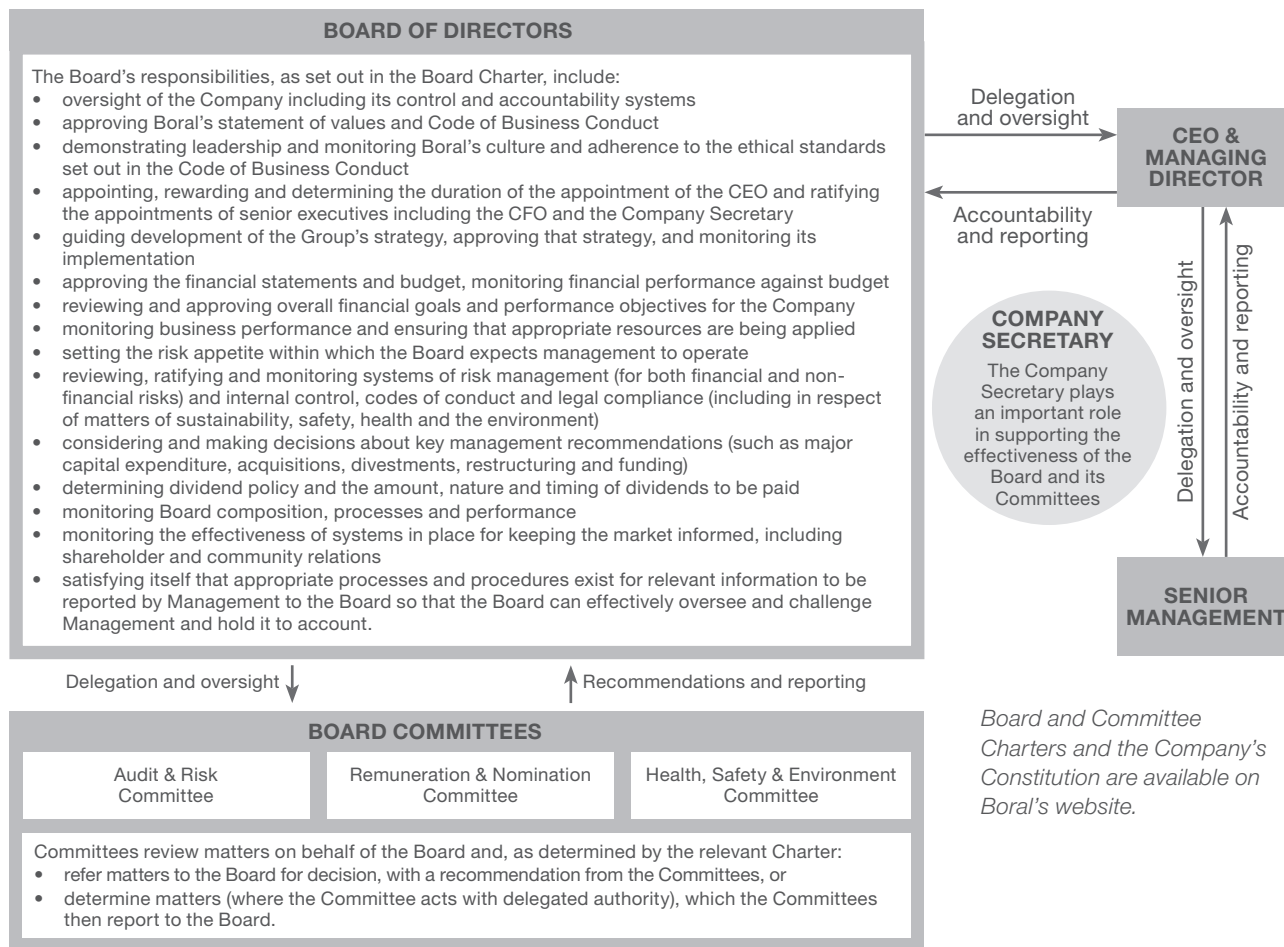 BOARD OF DIRECTORS
The Board's responsibilities, as set out in the Board Charter, include:
• oversight of the Company including its control and accountability systems
• approving Boral's statement of values and Code of Business Conduct
• demonstrating leadership and monitoring Boral's culture and adherence to the ethical standards
set out in the Code of Business Conduct
• appointing, rewarding and determining the duration of the appointment of the CEO and ratifying
the appointments of senior executives including the CFO and the Company Secretary
• guiding development of the Group's strategy, approving that strategy, and monitoring its
implementation
• approving the financial statements and budget, monitoring financial performance against budget
• reviewing and approving overall financial goals and performance objectives for the Company
• monitoring business performance and ensuring that appropriate resources are being applied
• setting the risk appetite within which the Board expects management to operate
• reviewing, ratifying and monitoring systems of risk management (for both financial and non-
financial risks) and internal control, codes of conduct and legal compliance (including in respect
of matters of sustainability, safety, health and the environment)
• considering and making decisions about key management recommendations (such as major
capital expenditure, acquisitions, divestments, restructuring and funding)
• determining dividend policy and the amount, nature and timing of dividends to be paid
• monitoring Board composition, processes and performance
• monitoring the effectiveness of systems in place for keeping the market informed, including
shareholder and community relations
• satisfying itself that appropriate processes and procedures exist for relevant information to be
reported by Management to the Board so that the Board can effectively oversee and challenge
Management and hold it to account.
Delegation
and oversight
CEO &
MANAGING
DIRECTOR
Accountability
and reporting
COMPANY
SECRETARY
The Company
Secretary plays
an important role
in supporting the
effectiveness of the
Board and its
Committees
Delegation and oversight
Accountability and reporting
SENIOR
MANAGEMENT
Delegation and oversight
Recommendations and reporting
BOARD COMMITTEES
Audit & Risk
Committee
Remuneration & Nomination
Committee
Health, Safety & Environment
Committee
Committees review matters on behalf of the Board and, as determined by the relevant Charter:
• refer matters to the Board for decision, with a recommendation from the Committees, or
• determine matters (where the Committee acts with delegated authority), which the Committees
then report to the Board.
Board and Committee
Charters and the Company's
Constitution are available on
Boral's website.